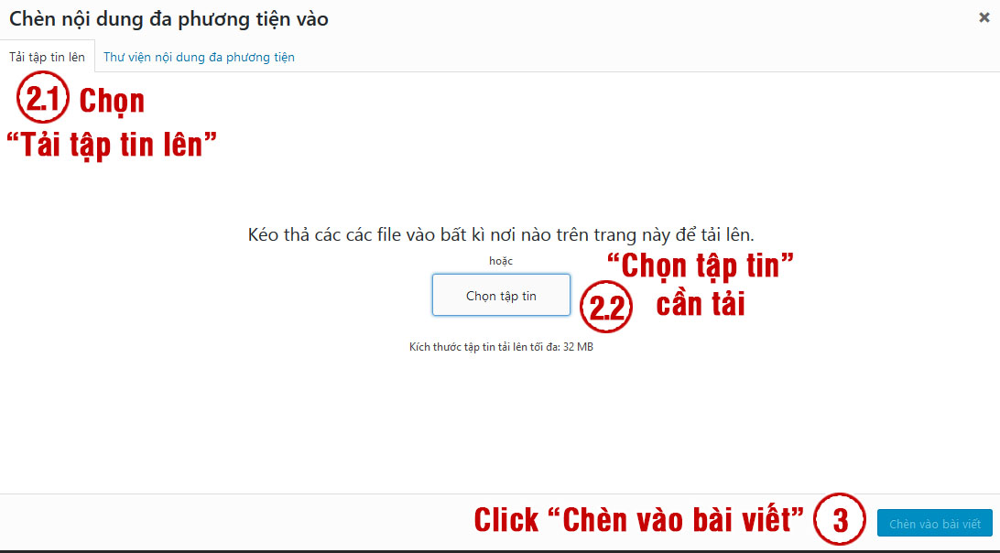 Chèn nội dung đa phương tiện vào
Tải tập tin lên
Thư viện nội dung đa phương tiện
2.1 Chọn
“Tải tập tin lên”
Kéo thả các các file vào bất kì nơi nào trên trang này để tải lên.
hoặc
Chọn tập tin
2.2 “Chọn tập tin”
cần tải
Kích thước tập tin tải lên tối đa: 32 MB
Click “Chèn vào bài viết” 3
Chèn vào bài viết